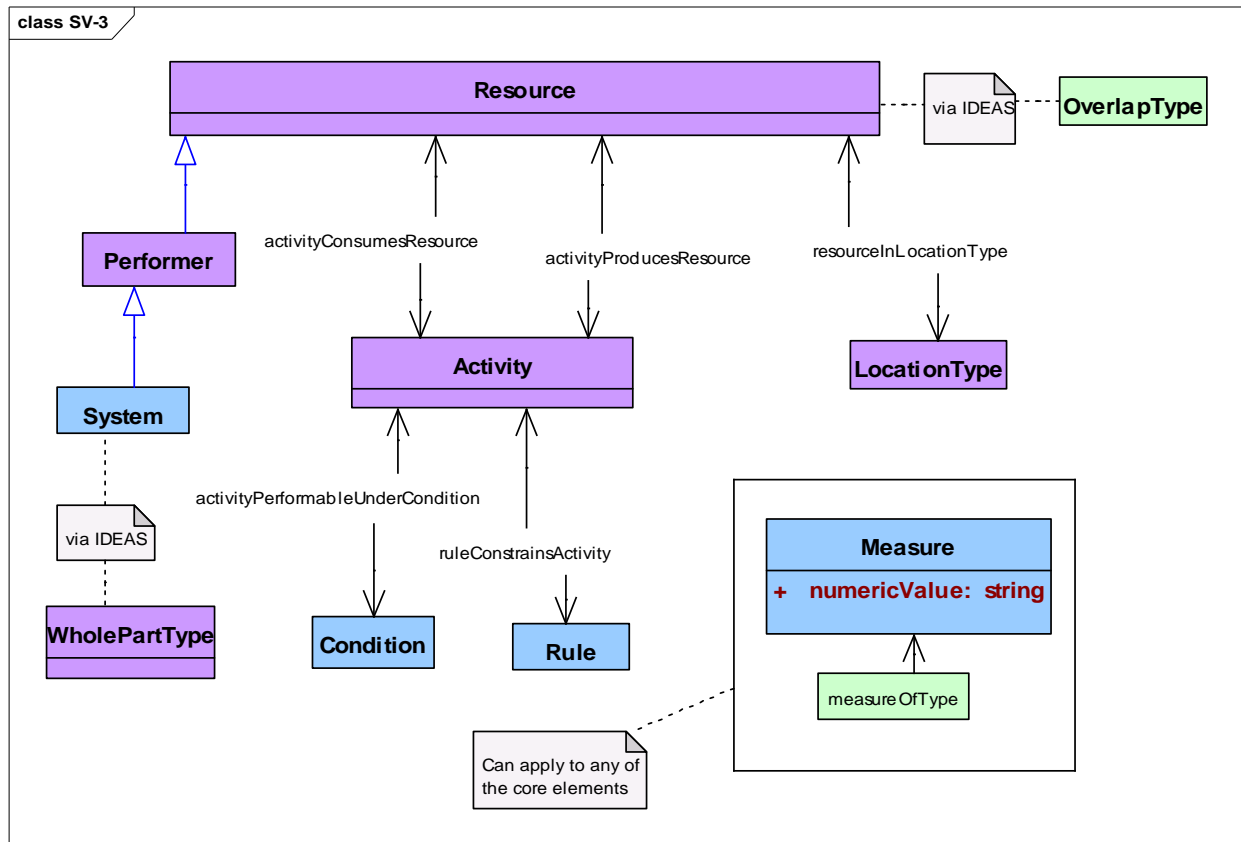 class SV-3
Resource
via IDEAS
OverlapType
activityConsumesResource
activityProducesResource
resourceInLocationType
Performer
Activity
LocationType
System
activityPerformableUnderCondition
via IDEAS
ruleConstrainsActivity
Measure
+ numericValue: string
WholePartType
Condition
Rule
measureOfType
Can apply to any of
the core elements